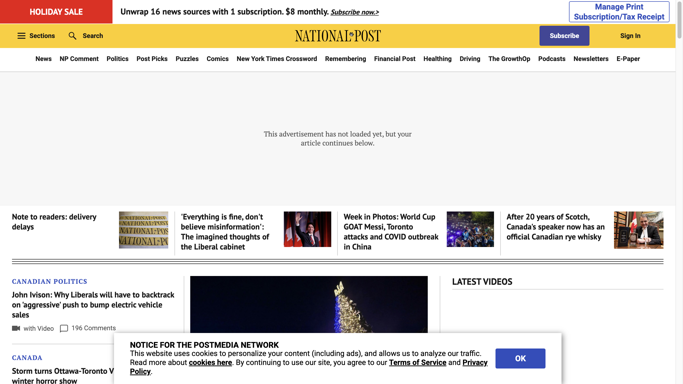 HOLIDAY SALE
Unwrap 16 news sources with 1 subscription. $8 monthly. Subscribe now.>
Manage Print
Subscription/Tax Receipt
Sections
Search
NATIONAL POST
Subscribe
Sign In
News
NP Comment
Politics
Post Picks
Puzzles
Comics
New York Times Crossword
Remembering
Financial Post
Healthing
Driving
The GrowthOp
Podcasts
Newsletters
E-Paper
This advertisement has not loaded yet, but your
article continues below.
Note to readers: delivery
delays
'Everything is fine, don't
believe misinformation':
The imagined thoughts of
the Liberal cabinet
Week in Photos: World Cup
GOAT Messi, Toronto
attacks and COVID outbreak
in China
After 20 years of Scotch,
Canada's speaker now has an
official Canadian rye whisky
CANADIAN POLITICS
John Ivison: Why Liberals will have to backtrack
on 'aggressive' push to bump electric vehicle
sales
with Video
196 Comments
CANADA
Storm turns Ottawa-Toronto V
winter horror show
LATEST VIDEOS
NOTICE FOR THE POSTMEDIA NETWORK
This website uses cookies to personalize your content (including ads), and allows us to analyze our traffic.
Read more about cookies here. By continuing to use our site, you agree to our Terms of Service and Privacy
Policy.
OK